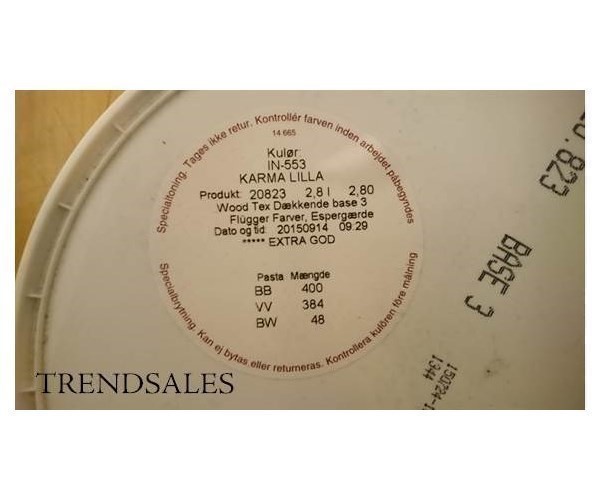 Specialtoning. Tages ikke retur. Kontrollér farven inden arbejdet påbegyndes
14 665
Kulør:
IN-553
KARMA LILLA
Produkt: 20823 2,8 l 2,80
Wood Tex Dækkende base 3
Flügger Farver, Espergærde
Dato og tid: 20150914 09:29
***** EXTRA GOD
Pasta Mængde
BB 400
VV 384
BW 48
Specialbrytning. Kan ej bytas eller returneras. Kontrollera kulören före målning
823
BASE 3
1344
TRENDSALES